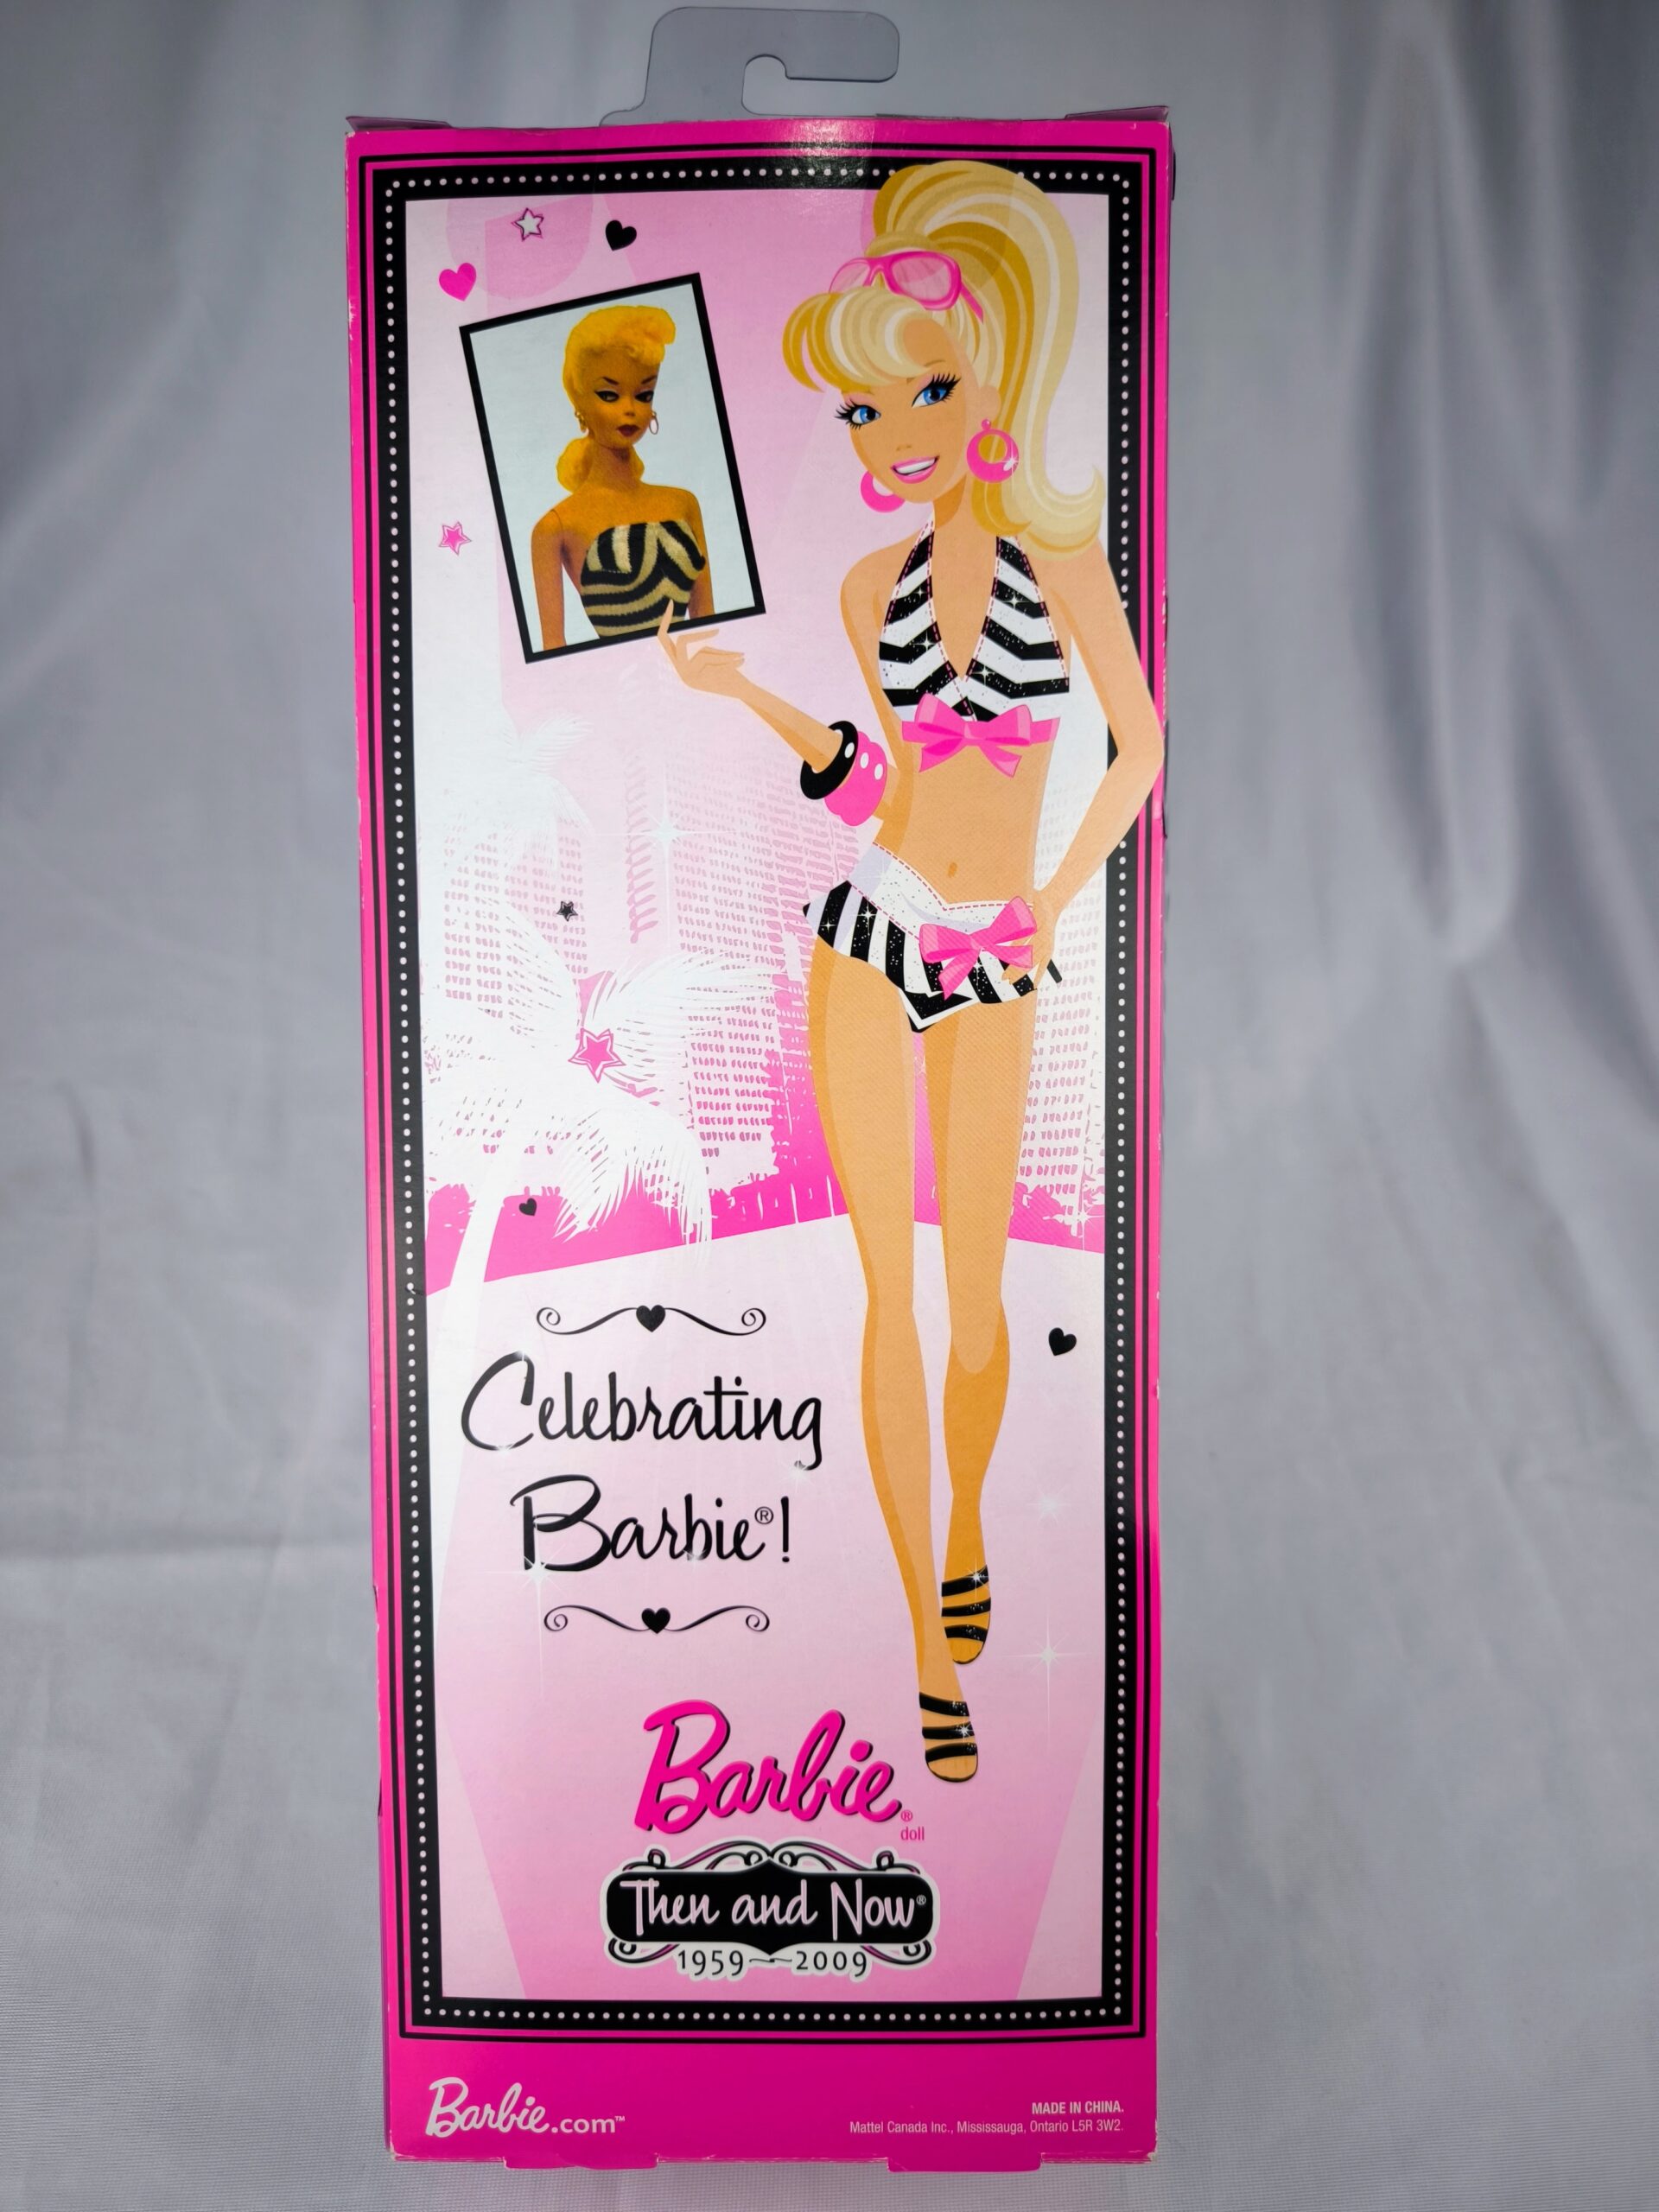 Celebrating
Barbie®!
Barbie®
doll
Then and Now®
1959 ~ 2009
Barbie.com™
MADE IN CHINA.
Mattel Canada Inc., Mississauga, Ontario L5R 3W2.